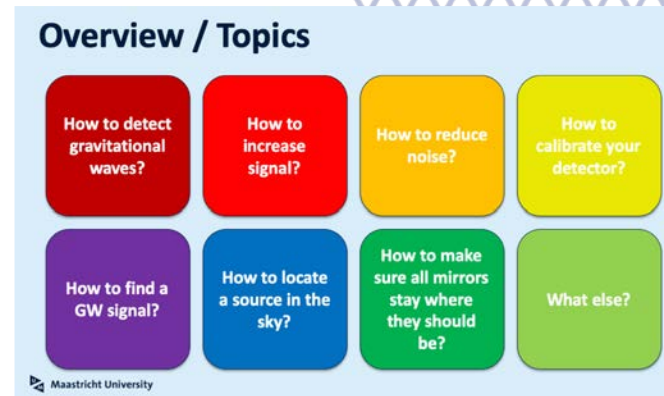 Overview / Topics
How to detect
gravitational
waves?
How to
increase
signal?
How to reduce
noise?
How to
calibrate your
detector?
How to find a
GW signal?
How to locate
a source in the
sky?
How to make
sure all mirrors
stay where
they should
be?
What else?
Maastricht University